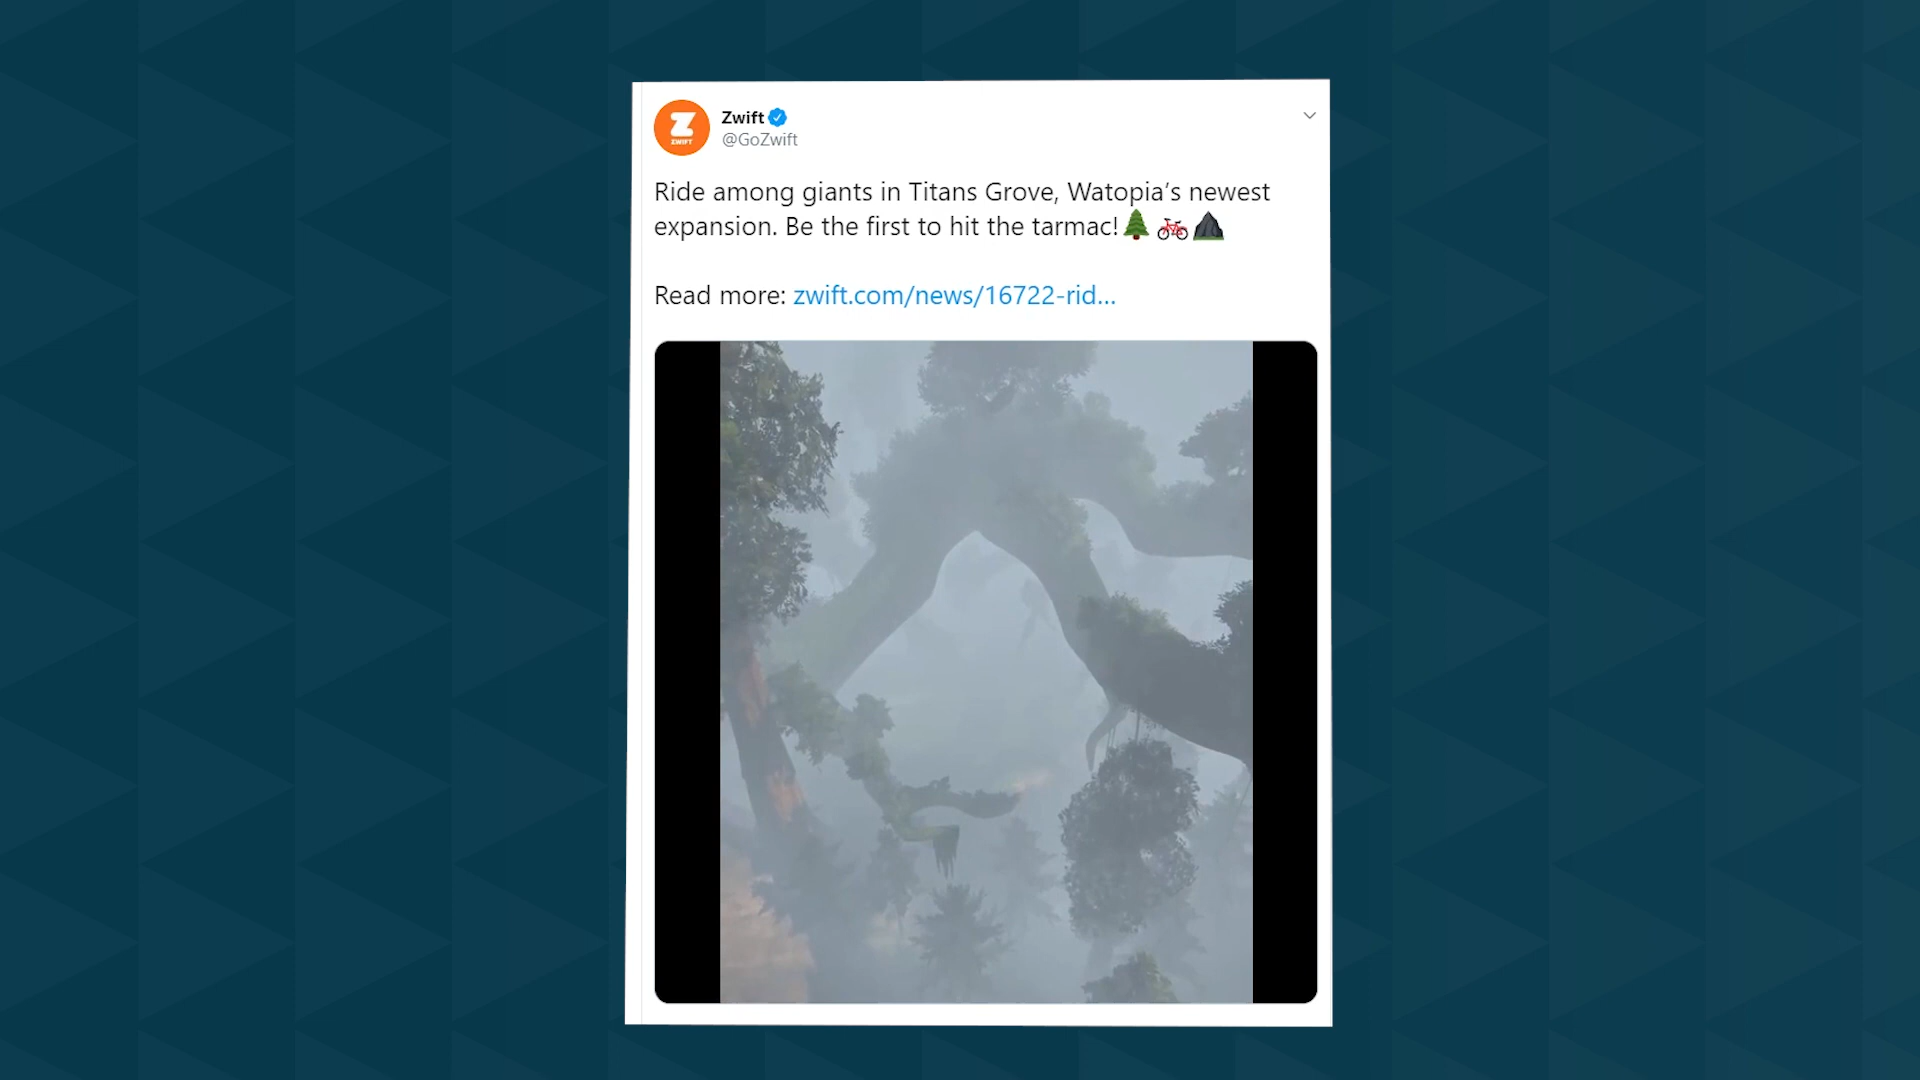 Zwift
@GoZwift
Ride among giants in Titans Grove, Watopia’s newest
expansion. Be the first to hit the tarmac!🌲🚲⛰️
Read more: zwift.com/news/16722-rid...
ZWIFT